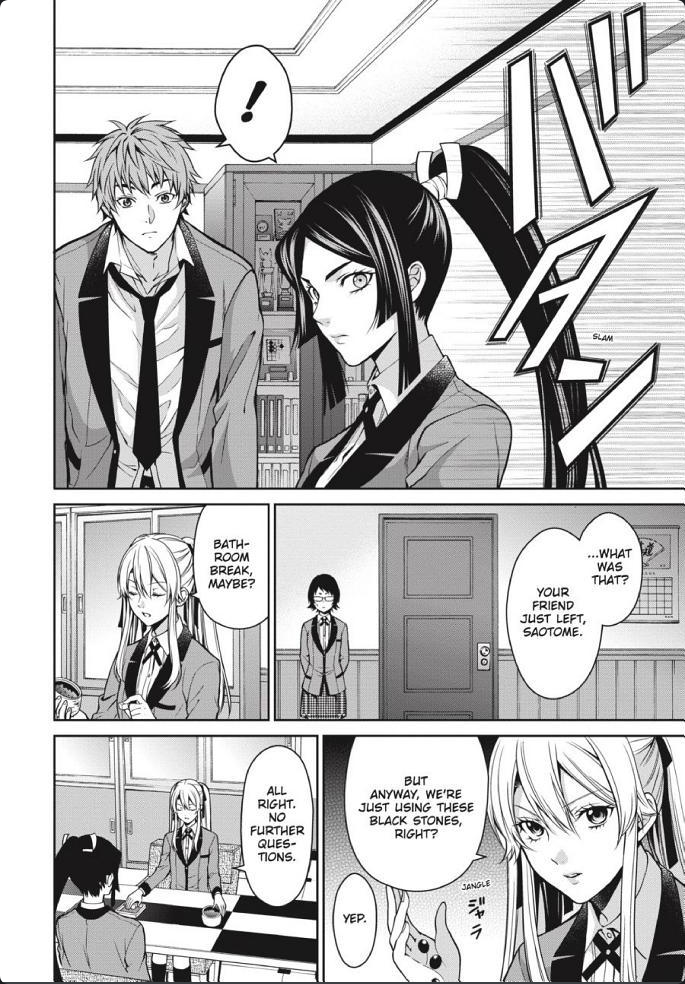 !
バタン
SLAM
...WHAT
WAS
THAT?
YOUR
FRIEND
JUST LEFT,
SAOTOME.
BATH-
ROOM
BREAK,
MAYBE?
BUT
ANYWAY, WE'RE
JUST USING THESE
BLACK STONES,
RIGHT?
JANGLE
ジャラ
YEP.
ALL
RIGHT.
NO
FURTHER
QUES-
TIONS.